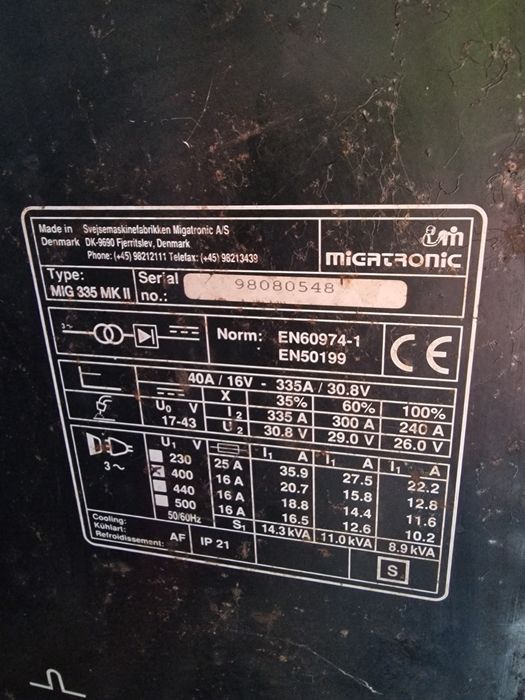 Made in Svejsemaskinefabrikken Migatronic A/S
Denmark DK-9690 Fjerritslev, Denmark
Phone: (+45) 98212111 Telefax: (+45) 98213439
MIGATRONIC
Type: Serial
MIG 335 MK II no.: 98080548
3~ Norm: EN60974-1
EN50199
CE
40A / 16V - 335A / 30.8V
X 35% 60% 100%
U0 V I2 335 A 300 A 240 A
17-43 U2 30.8 V 29.0 V 26.0 V
U1 V I1 A I1 A I1 A
230 25 A 35.9 27.5 22.2
400 16 A 20.7 15.8 12.8
440 16 A 18.8 14.4 11.6
500 16 A 16.5 12.6 10.2
3~ 50/60Hz S1 14.3 kVA 11.0 kVA 8.9 kVA
Cooling:
Kühlart:
Refroidissement: AF IP 21 S